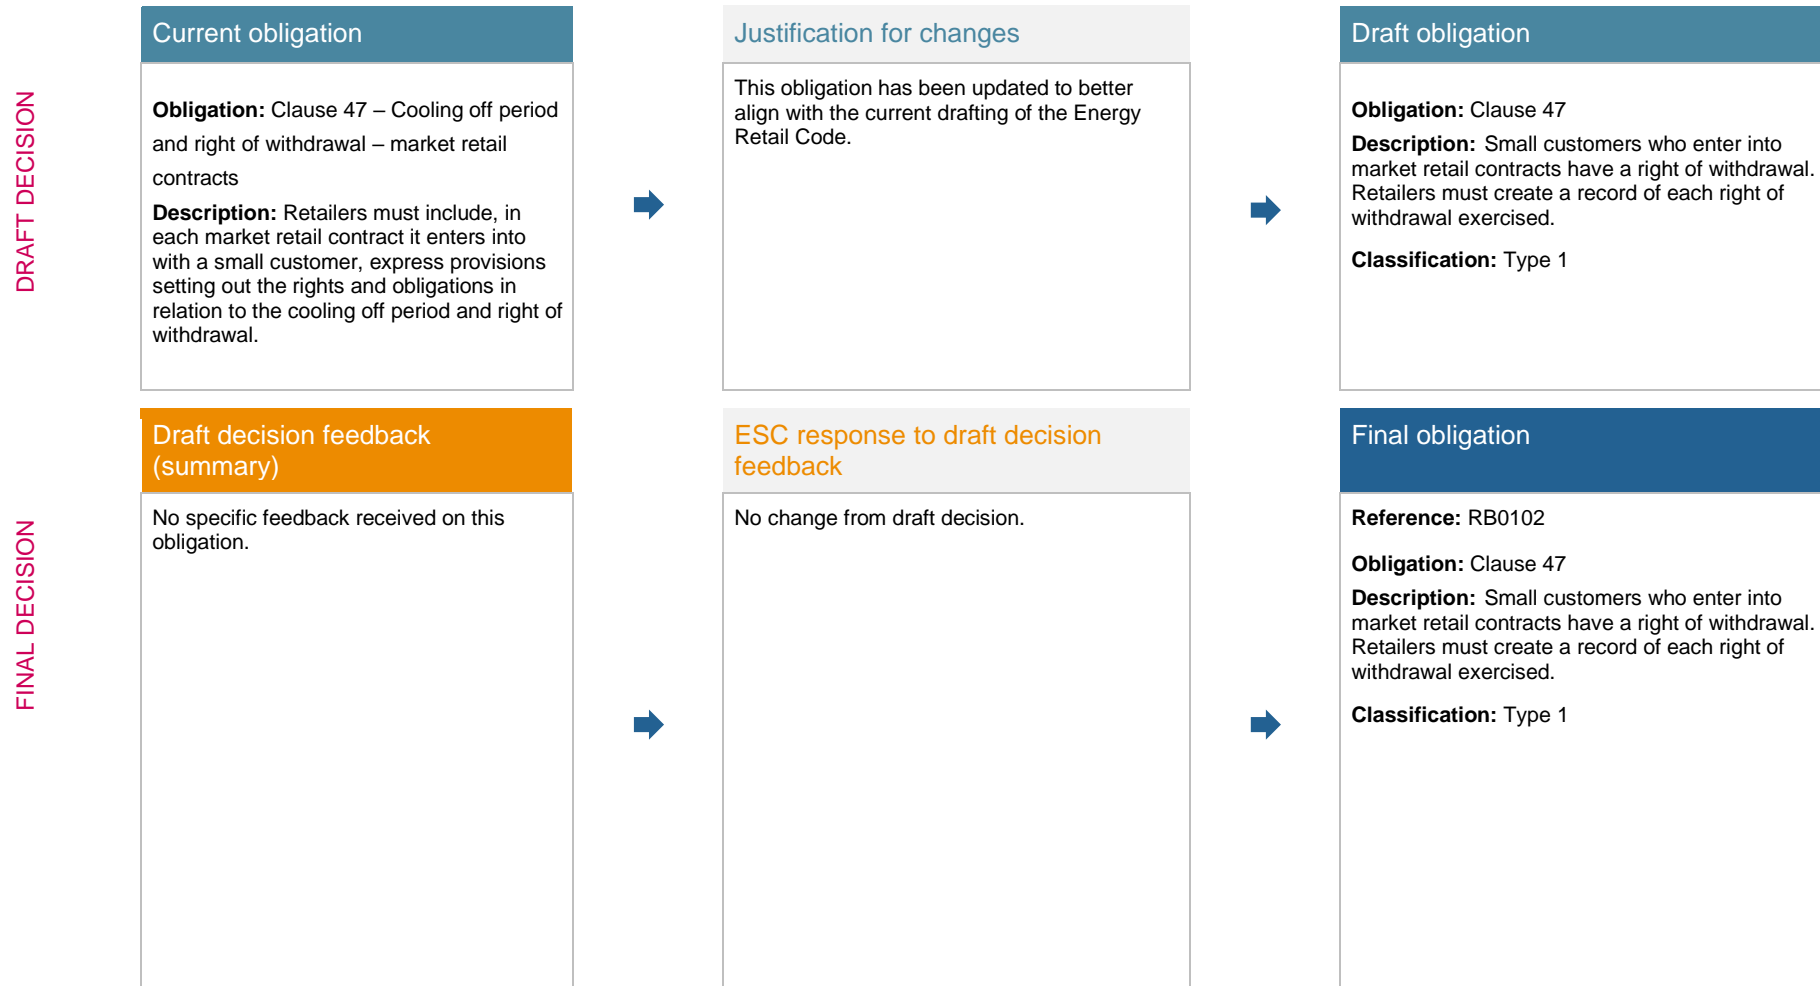 DRAFT DECISION
Current obligation
Obligation: Clause 47 – Cooling off period
and right of withdrawal – market retail
contracts
Description: Retailers must include, in
each market retail contract it enters into
with a small customer, express provisions
setting out the rights and obligations in
relation to the cooling off period and right of
withdrawal.
Justification for changes
This obligation has been updated to better
align with the current drafting of the Energy
Retail Code.
Draft obligation
Obligation: Clause 47
Description: Small customers who enter into
market retail contracts have a right of withdrawal.
Retailers must create a record of each right of
withdrawal exercised.
Classification: Type 1
FINAL DECISION
Draft decision feedback
(summary)
No specific feedback received on this
obligation.
ESC response to draft decision
feedback
No change from draft decision.
Final obligation
Reference: RB0102
Obligation: Clause 47
Description: Small customers who enter into
market retail contracts have a right of withdrawal.
Retailers must create a record of each right of
withdrawal exercised.
Classification: Type 1